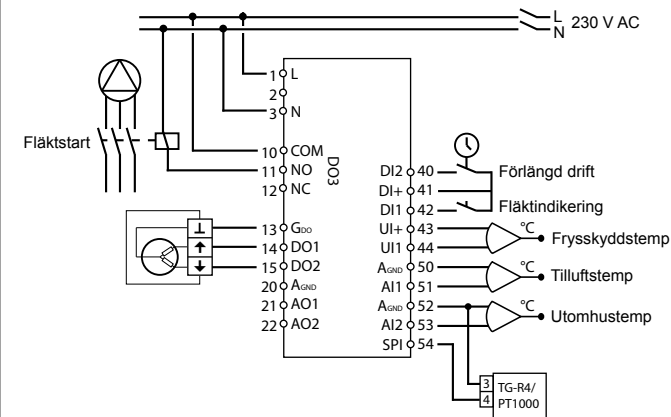 L
N
230 V AC
1 L
2
3 N
Fläktstart
10 COM
11 NO
12 NC
DO3
13 GDO
14 DO1
15 DO2
20 AGND
21 AO1
22 AO2
DI2 40 Förlängd drift
DI+ 41
DI1 42 Fläktindikering
UI+ 43 °C
UI1 44 Frysskyddstemp
AGND 50 °C
AI1 51 Tilluftstemp
AGND 52 °C
AI2 53 Utomhustemp
SPI 54
3 TG-R4/
4 PT1000